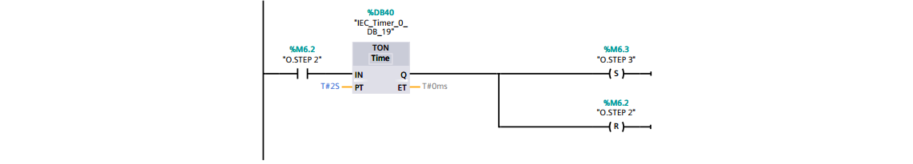 %DB40
"IEC_Timer_0_
DB_19"
%M6.2
"O.STEP 2"
TON
Time
IN
Q
T#2S
PT
ET
T#0ms
%M6.3
"O.STEP 3"
S
%M6.2
"O.STEP 2"
R